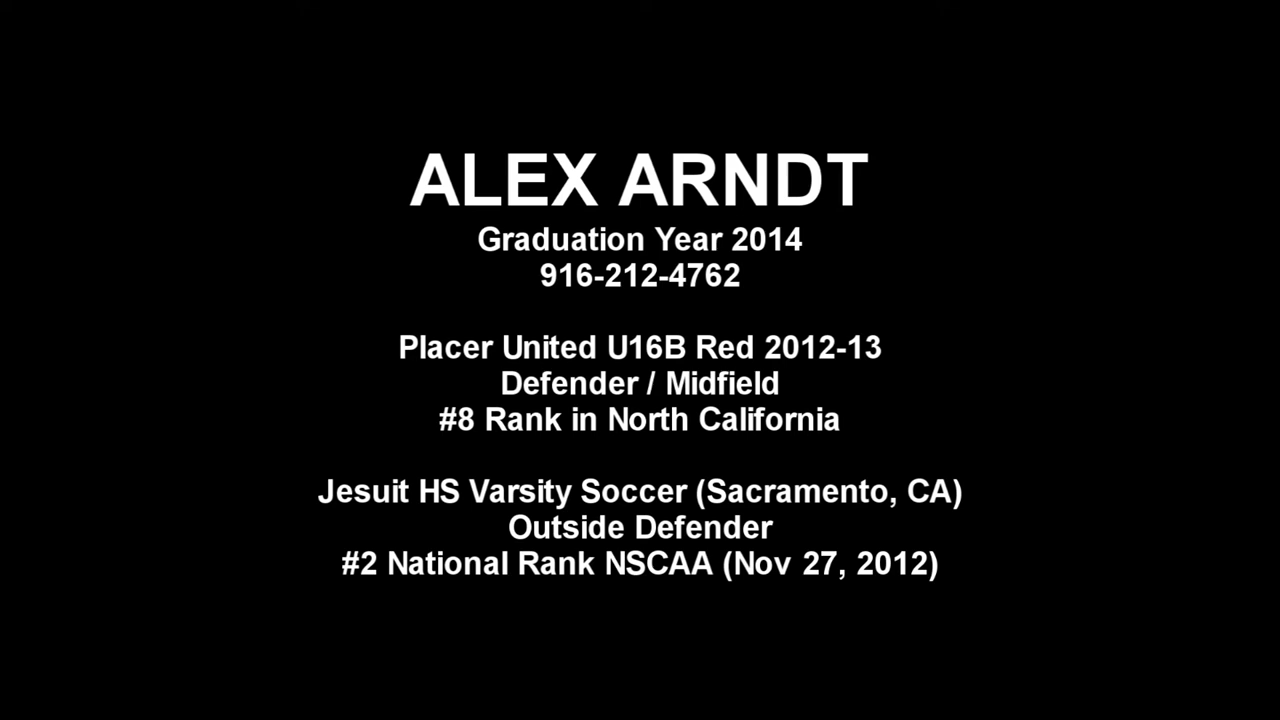 ALEX ARNDT
Graduation Year 2014
916-212-4762
Placer United U16B Red 2012-13
Defender / Midfield
#8 Rank in North California
Jesuit HS Varsity Soccer (Sacramento, CA)
Outside Defender
#2 National Rank NSCAA (Nov 27, 2012)